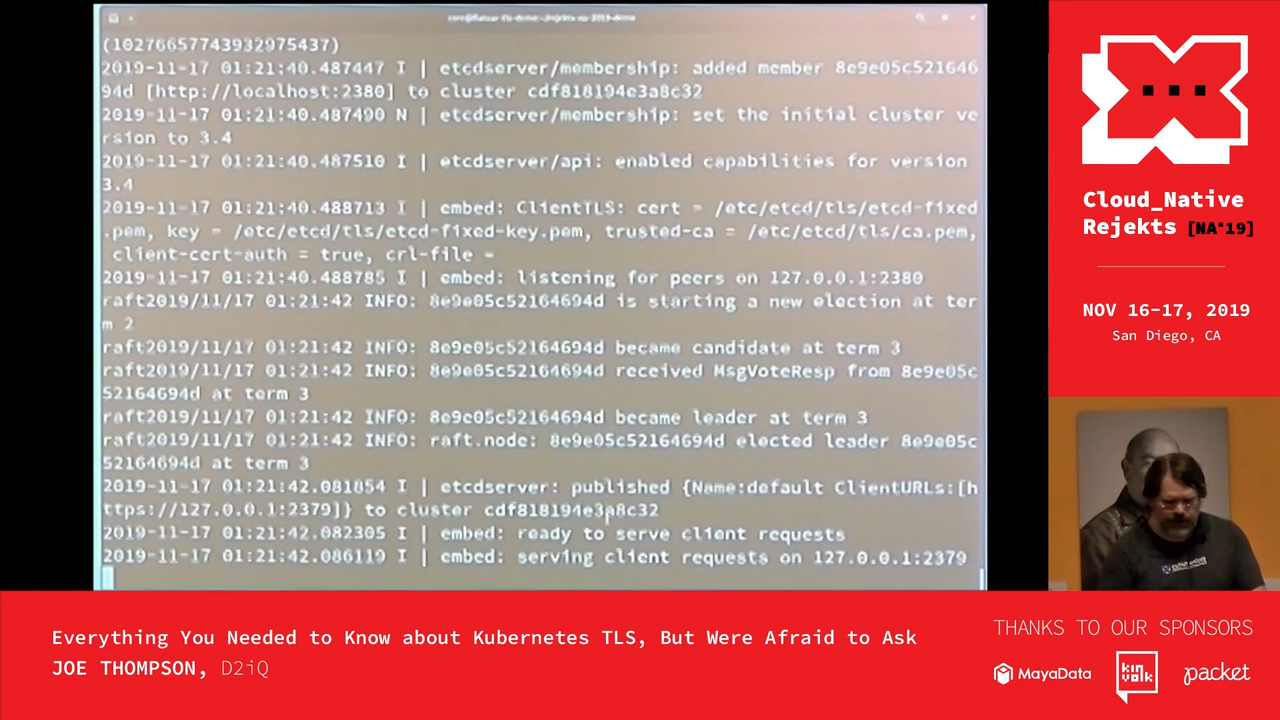 (10276657743932975437)
2019-11-17 01:21:40.487447 I | etcdserver/membership: added member 8e9e05c521646
94d [http://localhost:2380] to cluster cdf818194e3a8c32
2019-11-17 01:21:40.487490 N | etcdserver/membership: set the initial cluster ve
rsion to 3.4
2019-11-17 01:21:40.487510 I | etcdserver/api: enabled capabilities for version
3.4
2019-11-17 01:21:40.488713 I | embed: ClientTLS: cert = /etc/etcd/tls/etcd-fixed
.pem, key = /etc/etcd/tls/etcd-fixed-key.pem, trusted-ca = /etc/etcd/tls/ca.pem,
client-cert-auth = true, crl-file =
2019-11-17 01:21:40.488785 I | embed: listening for peers on 127.0.0.1:2380
raft2019/11/17 01:21:42 INFO: 8e9e05c52164694d is starting a new election at ter
m 2
raft2019/11/17 01:21:42 INFO: 8e9e05c52164694d became candidate at term 3
raft2019/11/17 01:21:42 INFO: 8e9e05c52164694d received MsgVoteResp from 8e9e05c
52164694d at term 3
raft2019/11/17 01:21:42 INFO: 8e9e05c52164694d became leader at term 3
raft2019/11/17 01:21:42 INFO: raft.node: 8e9e05c52164694d elected leader 8e9e05c
52164694d at term 3
2019-11-17 01:21:42.081854 I | etcdserver: published {Name:default ClientURLs:[h
ttps://127.0.0.1:2379]} to cluster cdf818194e3a8c32
2019-11-17 01:21:42.082305 I | embed: ready to serve client requests
2019-11-17 01:21:42.086119 I | embed: serving client requests on 127.0.0.1:2379
Cloud_Native
Rejekts [NA'19]
NOV 16-17, 2019
San Diego, CA
Everything You Needed to Know about Kubernetes TLS, But Were Afraid to Ask
JOE THOMPSON, D2iQ
THANKS TO OUR SPONSORS
MayaData
kin
volk
packet